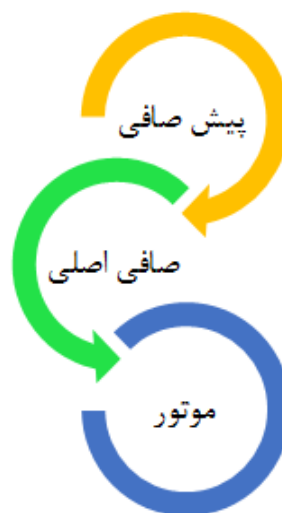 پیش صافی
صافی اصلی
موتور